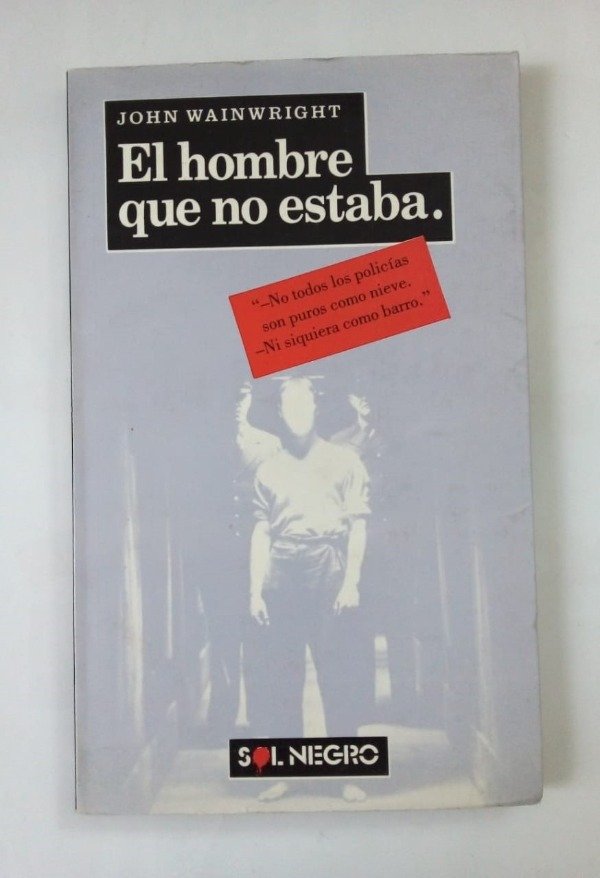 JOHN WAINWRIGHT
El hombre
que no estaba.
“–No todos los policías
son puros como nieve.
–Ni siquiera como barro.”
SOL NEGRO